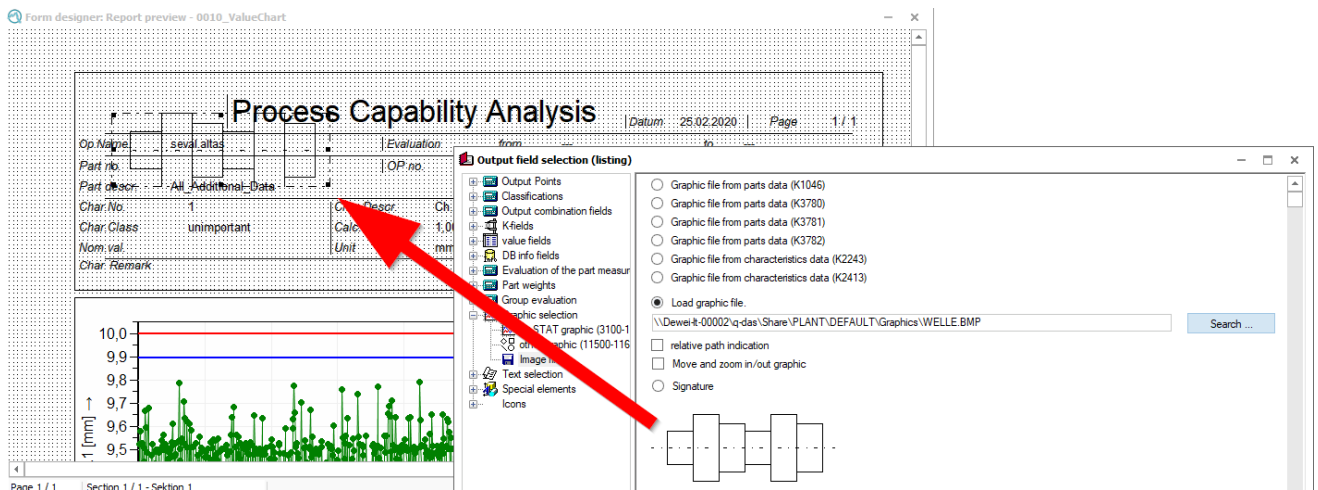 Form designer: Report preview - 0010_ValueChart
Process Capability Analysis
Datum 25.02.2020 Page 1 / 1
Op.Name seval.altas Evaluation from --- to ---
Part no. OP no.
Part descr. All_Additional_Data
Char.No. 1 Char.Descr. Ch
Char.Class unimportant Calc. 1,00
Nom.val. Unit mm
Char.Remark
10,0
9,9
9,8
9,7
9,6
9,5
1 [mm] →
Page 1 / 1 Section 1 / 1 - Sektion 1
Output field selection (listing)
Output Points
Classifications
Output combination fields
K-fields
value fields
DB info fields
Evaluation of the part measur
Part weights
Group evaluation
Graphic selection
STAT graphic (3100-1
graphic (11500-116
Image
Text selection
Special elements
Icons
Graphic file from parts data (K1046)
Graphic file from parts data (K3780)
Graphic file from parts data (K3781)
Graphic file from parts data (K3782)
Graphic file from characteristics data (K2243)
Graphic file from characteristics data (K2413)
Load graphic file.
\\Dewei-lt-00002\q-das\Share\PLANT\DEFAULT\Graphics\WELLE.BMP
Search ...
relative path indication
Move and zoom in/out graphic
Signature